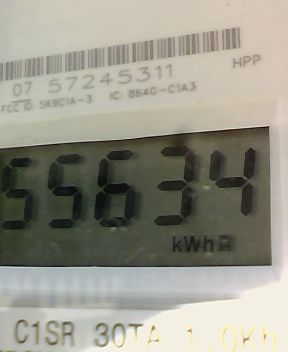 07 57245311
HPP
FCC ID: SK9C1A-3 IC: 864G-C1A3
55634
kWh
C1SR 30TA 1.0Kh